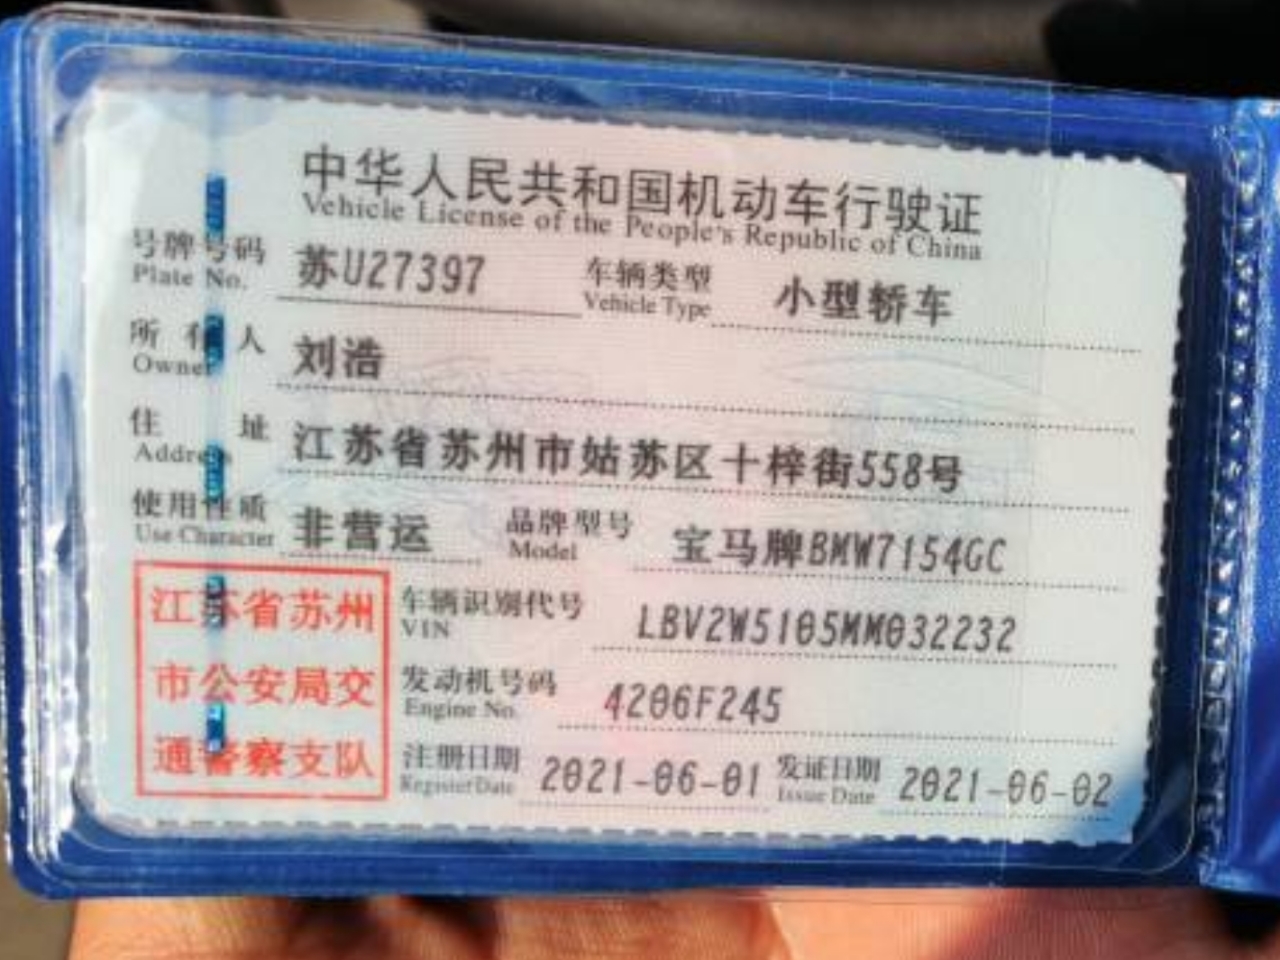 中华人民共和国机动车行驶证
Vehicle License of the People's Republic of China
号牌号码 苏U27397 车辆类型 小型轿车
Plate No. Vehicle Type
所有人 刘浩
Owner
住址 江苏省苏州市姑苏区十梓街558号
Address
使用性质 非营运 品牌型号 宝马牌BMW7154GC
Use Character Model
江苏省苏州
市公安局交
通警察支队
车辆识别代号 LBV2W5105MM032232
VIN
发动机号码 4206F245
Engine No.
注册日期 2021-06-01 发证日期 2021-06-02
Register Date Issue Date